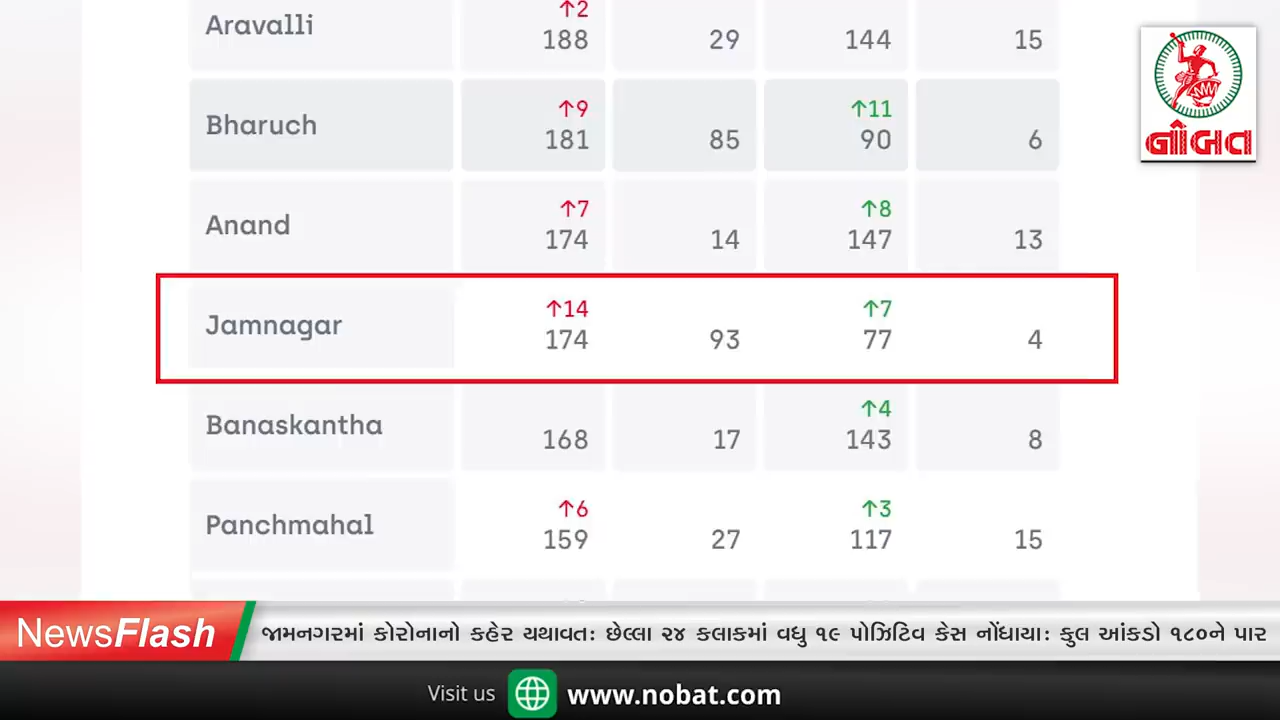 Aravalli ↑2 188 29 144 15
Bharuch ↑9 181 85 ↑11 90 6
Anand ↑7 174 14 ↑8 147 13
Jamnagar ↑14 174 93 ↑7 77 4
Banaskantha 168 17 ↑4 143 8
Panchmahal ↑6 159 27 ↑3 117 15
નોબત
NewsFlash જામનગરમાં કોરોનાનો કહેર યથાવત: છેલ્લા ૨૪ કલાકમાં વધુ ૧૯ પોઝિટિવ કેસ નોંધાયા: કુલ આંકડો ૧૮૦ને પાર
Visit us www.nobat.com